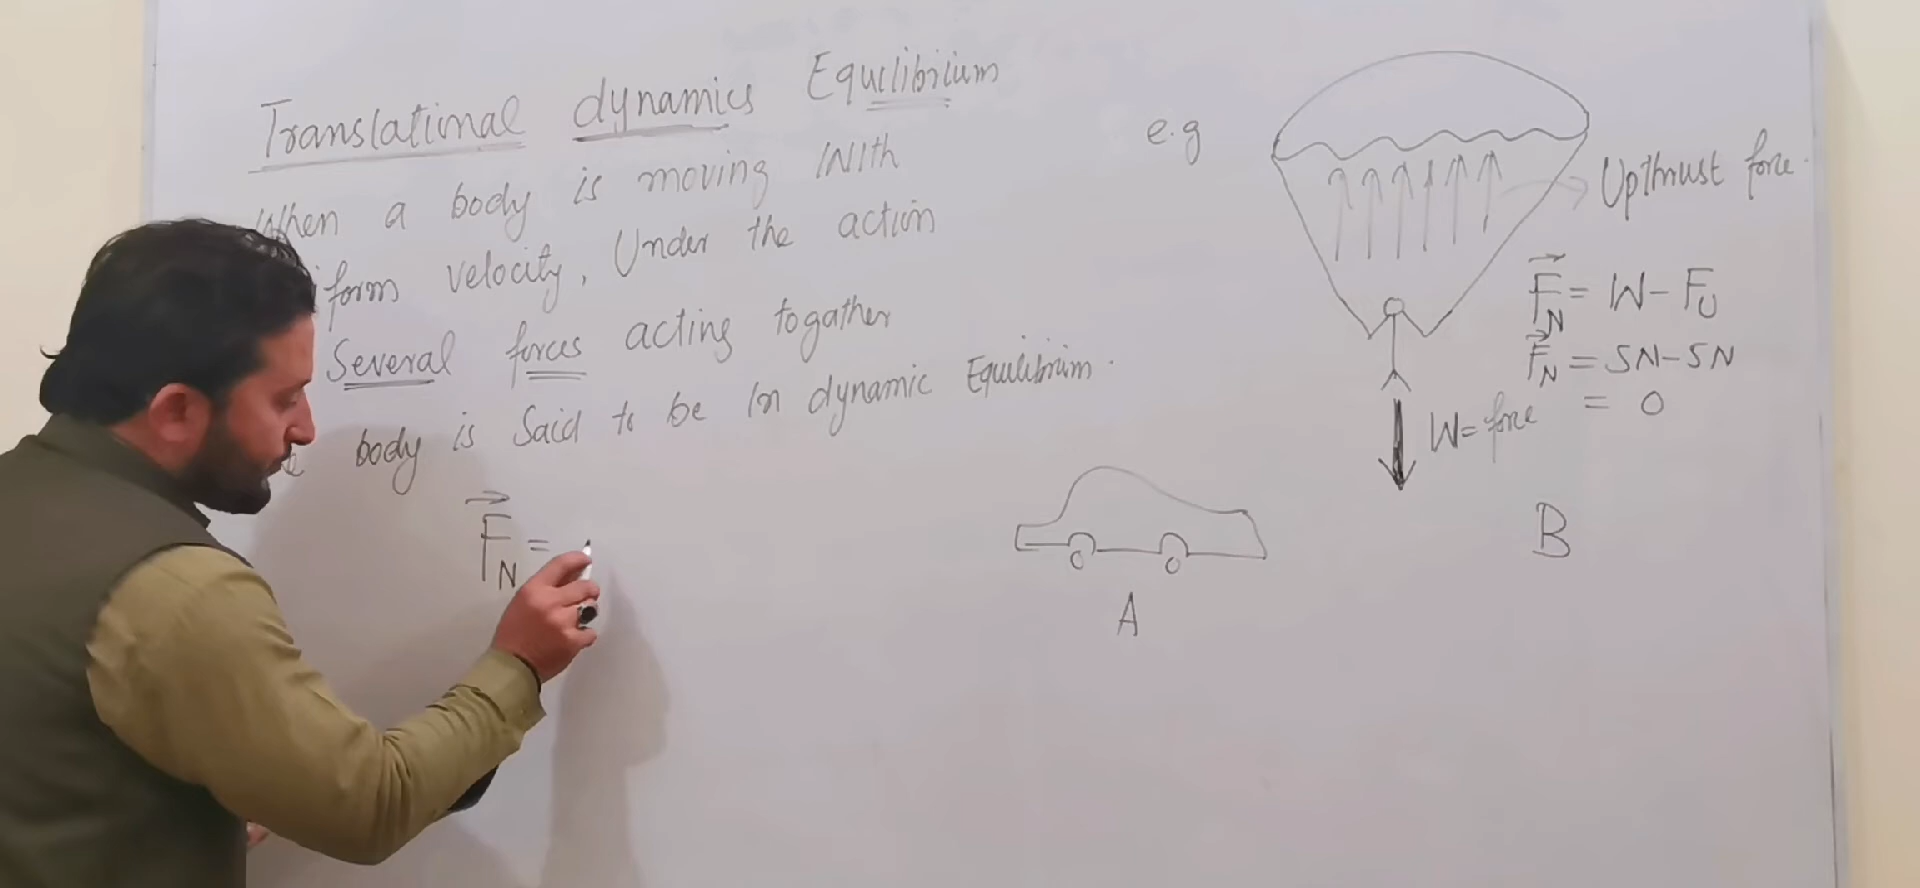 Translational dynamics Equilibrium
When a body is moving With
form velocity, Under the action
Several forces acting togather
body is Said to be In dynamic Equilibrium.
F⃗N =
e.g
Upthrust force.
F⃗N = W - FU
F⃗N = 5N - 5N
= 0
W = force
A
B